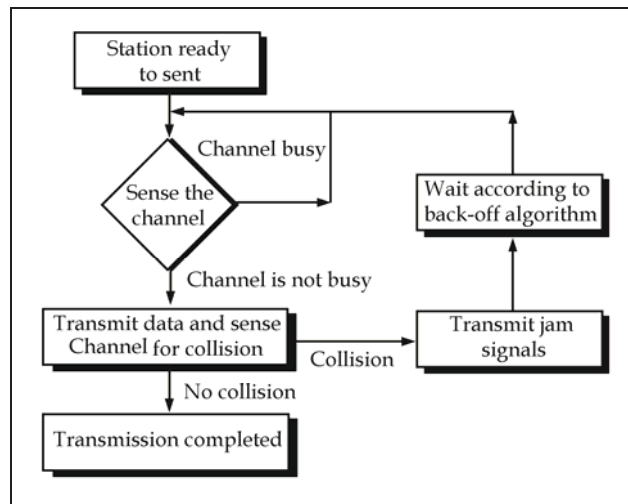 Station ready
to sent
Channel busy
Sense the
channel
Wait according to
back-off algorithm
Channel is not busy
Transmit data and sense
Channel for collision
Collision
Transmit jam
signals
No collision
Transmission completed